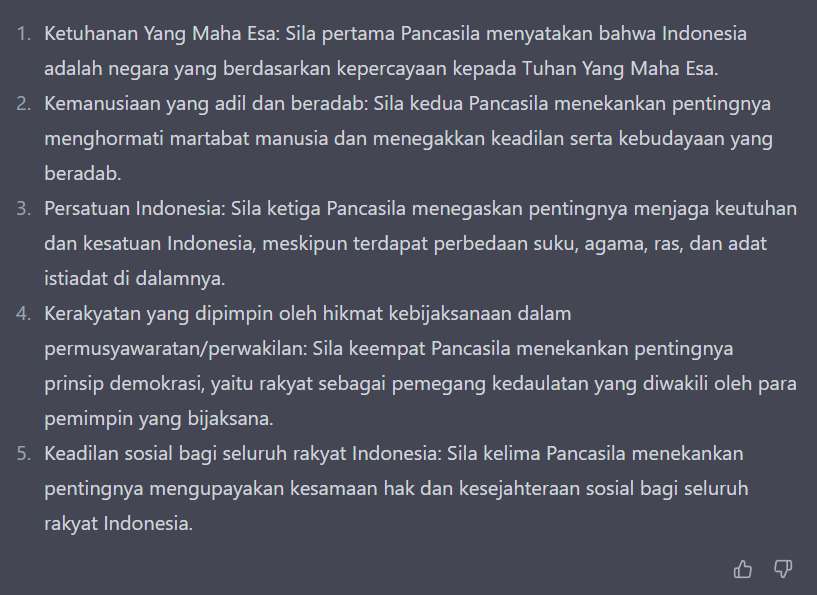 1. Ketuhanan Yang Maha Esa: Sila pertama Pancasila menyatakan bahwa Indonesia
adalah negara yang berdasarkan kepercayaan kepada Tuhan Yang Maha Esa.
2. Kemanusiaan yang adil dan beradab: Sila kedua Pancasila menekankan pentingnya
menghormati martabat manusia dan menegakkan keadilan serta kebudayaan yang
beradab.
3. Persatuan Indonesia: Sila ketiga Pancasila menegaskan pentingnya menjaga keutuhan
dan kesatuan Indonesia, meskipun terdapat perbedaan suku, agama, ras, dan adat
istiadat di dalamnya.
4. Kerakyatan yang dipimpin oleh hikmat kebijaksanaan dalam
permusyawaratan/perwakilan: Sila keempat Pancasila menekankan pentingnya
prinsip demokrasi, yaitu rakyat sebagai pemegang kedaulatan yang diwakili oleh para
pemimpin yang bijaksana.
5. Keadilan sosial bagi seluruh rakyat Indonesia: Sila kelima Pancasila menekankan
pentingnya mengupayakan kesamaan hak dan kesejahteraan sosial bagi seluruh
rakyat Indonesia.